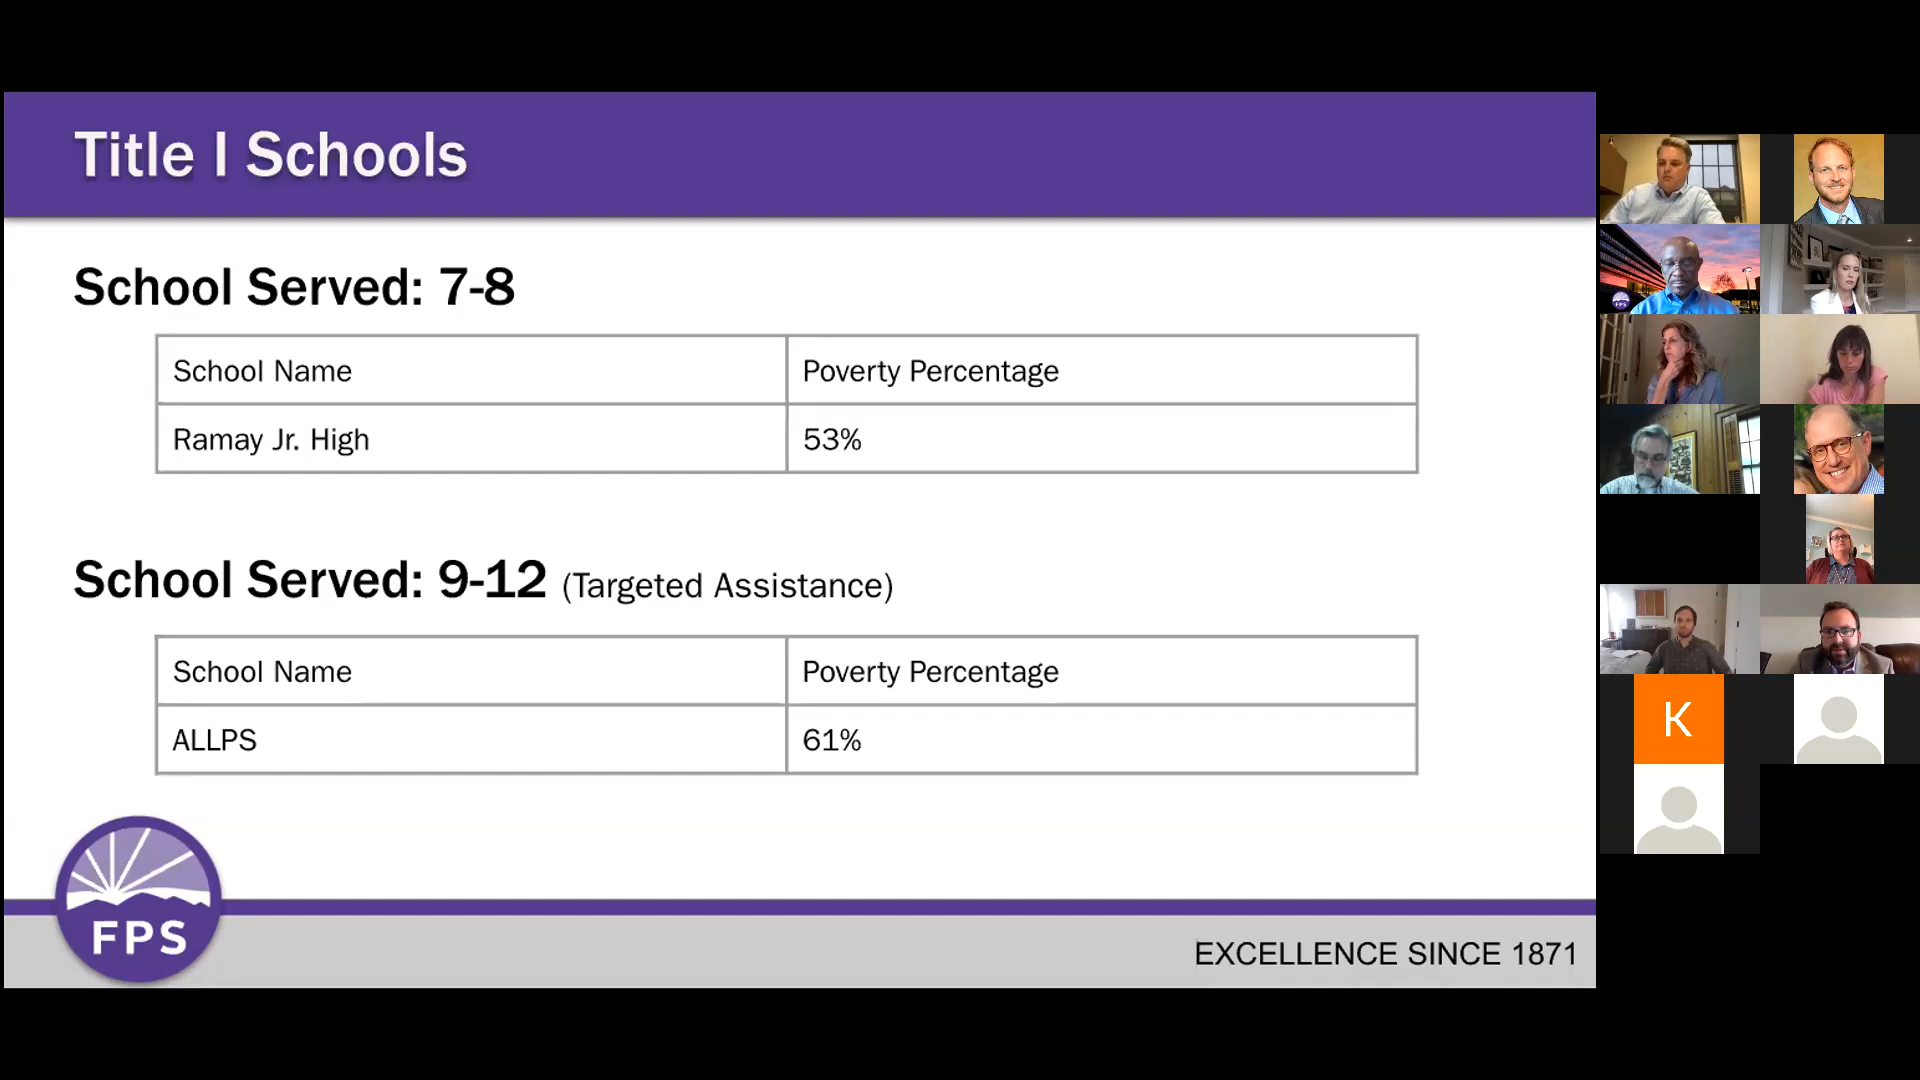 Title I Schools
School Served: 7-8
School Name Poverty Percentage
Ramay Jr. High 53%
School Served: 9-12 (Targeted Assistance)
School Name Poverty Percentage
ALLPS 61%
FPS
EXCELLENCE SINCE 1871
FPS
K